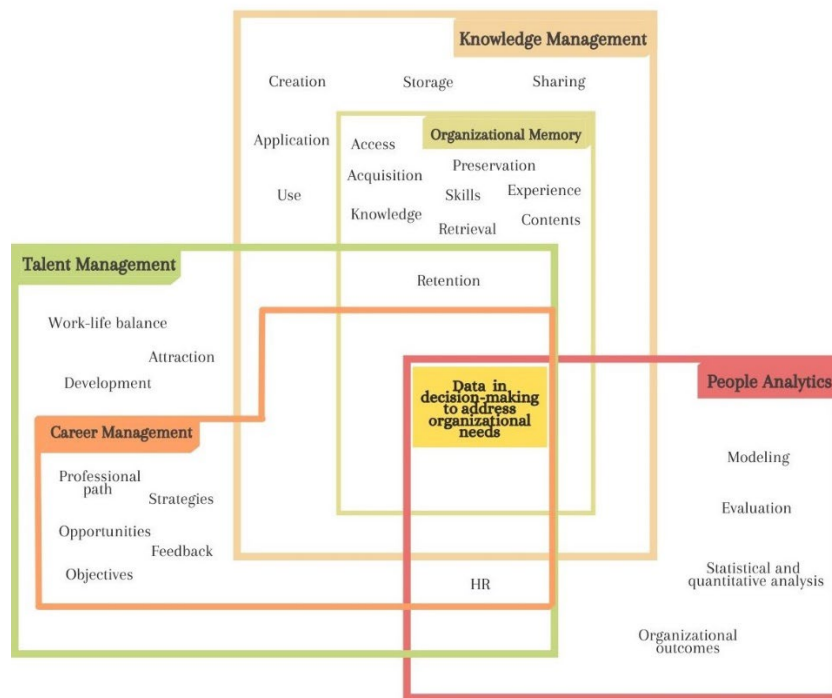 Knowledge Management
Creation
Storage
Sharing
Application
Use
Organizational Memory
Access
Preservation
Acquisition
Skills
Experience
Knowledge
Retrieval
Contents
Talent Management
Retention
Work-life balance
Attraction
Development
Data in
decision-making
to address
organizational
needs
People Analytics
Career Management
Professional
path
Strategies
Opportunities
Feedback
Objectives
Modeling
Evaluation
Statistical and
quantitative analysis
HR
Organizational
outcomes